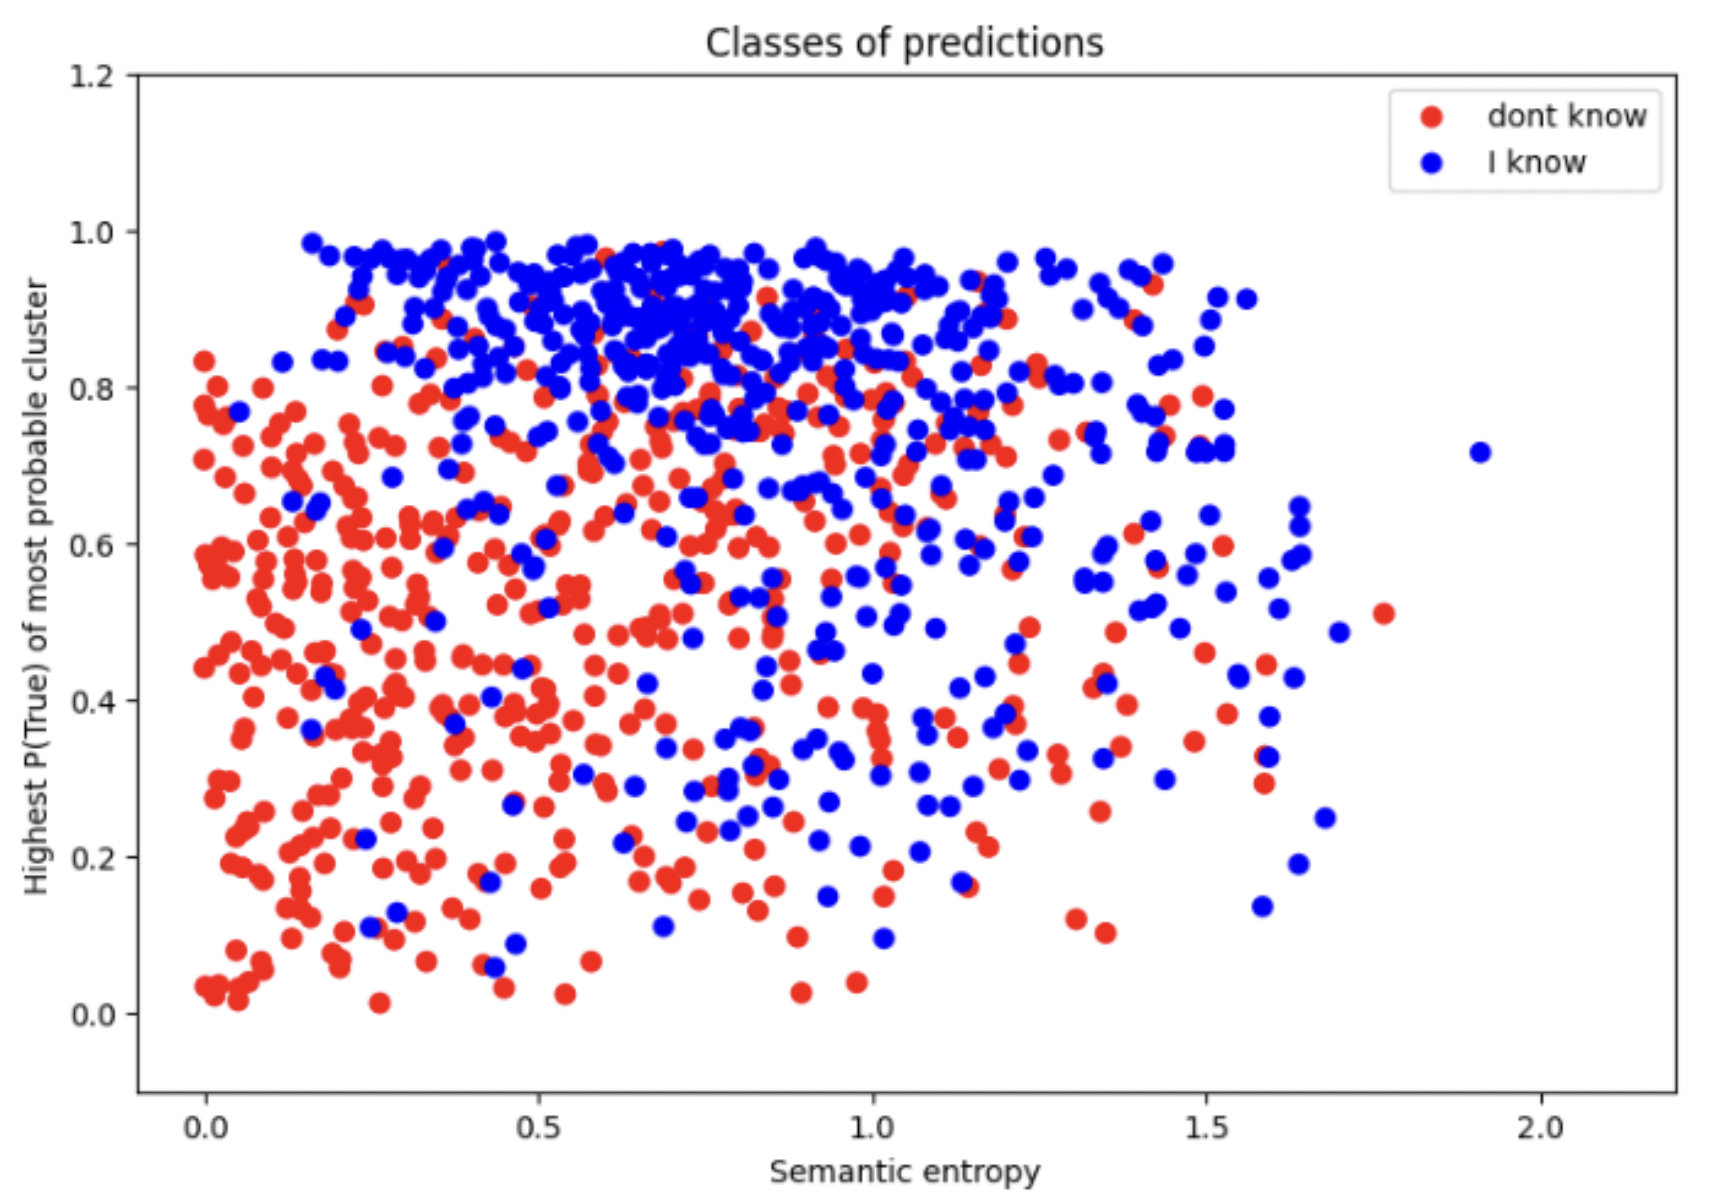 Classes of predictions
dont know
I know
Highest P(True) of most probable cluster
1.2
1.0
0.8
0.6
0.4
0.2
0.0
0.0 0.5 1.0 1.5 2.0
Semantic entropy